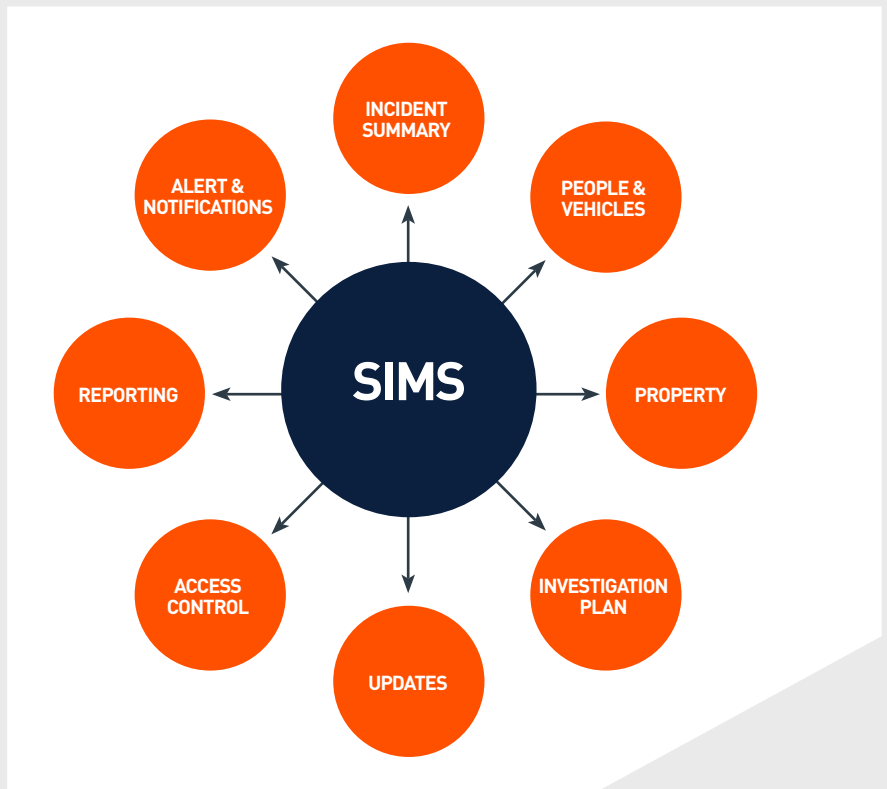 INCIDENT
SUMMARY
PEOPLE &
VEHICLES
PROPERTY
INVESTIGATION
PLAN
UPDATES
ACCESS
CONTROL
REPORTING
ALERT &
NOTIFICATIONS
SIMS